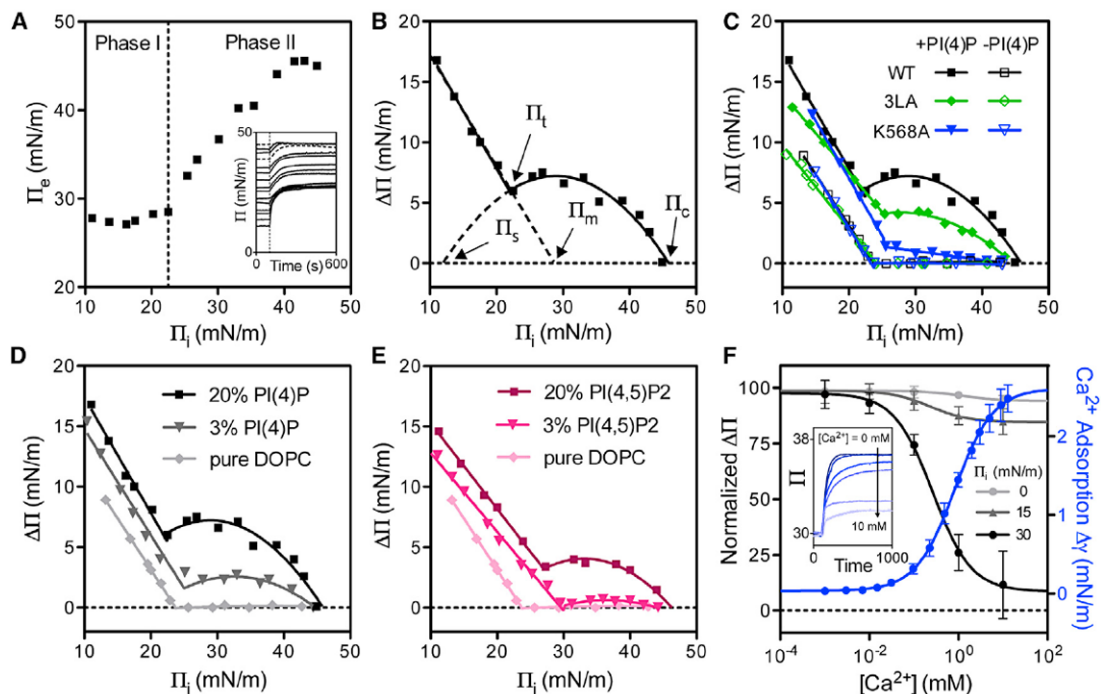 A
Phase I
Phase II
50
40
30
20
Πe (mN/m)
50
0
Π (mN/m)
0
Time (s)
600
10 20 30 40 50
Πi (mN/m)
B
20
15
10
5
0
ΔΠ (mN/m)
Πt
Πs
Πm
Πc
10 20 30 40 50
Πi (mN/m)
C
+PI(4)P -PI(4)P
WT
3LA
K568A
20
15
10
5
0
ΔΠ (mN/m)
10 20 30 40 50
Πi (mN/m)
D
20% PI(4)P
3% PI(4)P
pure DOPC
20
15
10
5
0
ΔΠ (mN/m)
10 20 30 40 50
Πi (mN/m)
E
20% PI(4,5)P2
3% PI(4,5)P2
pure DOPC
20
15
10
5
0
ΔΠ (mN/m)
10 20 30 40 50
Πi (mN/m)
F
100
75
50
25
0
Normalized ΔΠ
38
30
Π
[Ca2+] = 0 mM
10 mM
0
1000
Time
Πi (mN/m)
0
15
30
2
1
0
Ca2+ Adsorption Δγ (mN/m)
10-4 10-2 100 102
[Ca2+] (mM)